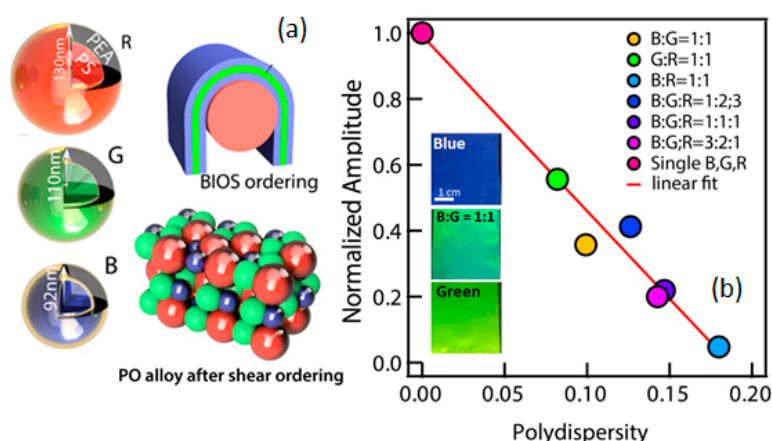 (a)
R
PEA
PS
130nm
G
110nm
B
92nm
BIOS ordering
PO alloy after shear ordering
Normalized Amplitude
1.0
0.8
0.6
0.4
0.2
0.0
0.00
0.05
0.10
0.15
0.20
Polydispersity
B:G=1:1
G:R=1:1
B:R=1:1
B:G:R=1:2;3
B:G:R=1:1:1
B:G;R=3:2:1
Single B,G,R
linear fit
Blue
1 cm
B:G = 1:1
Green
(b)